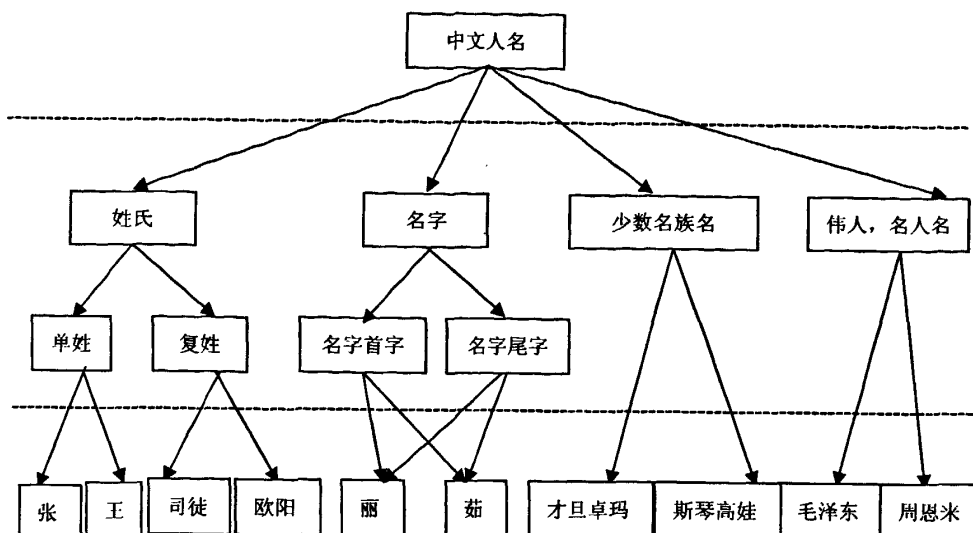 中文人名
姓氏
名字
少数名族名
伟人，名人名
单姓
复姓
名字首字
名字尾字
张
王
司徒
欧阳
丽
茹
才旦卓玛
斯琴高娃
毛泽东
周恩来